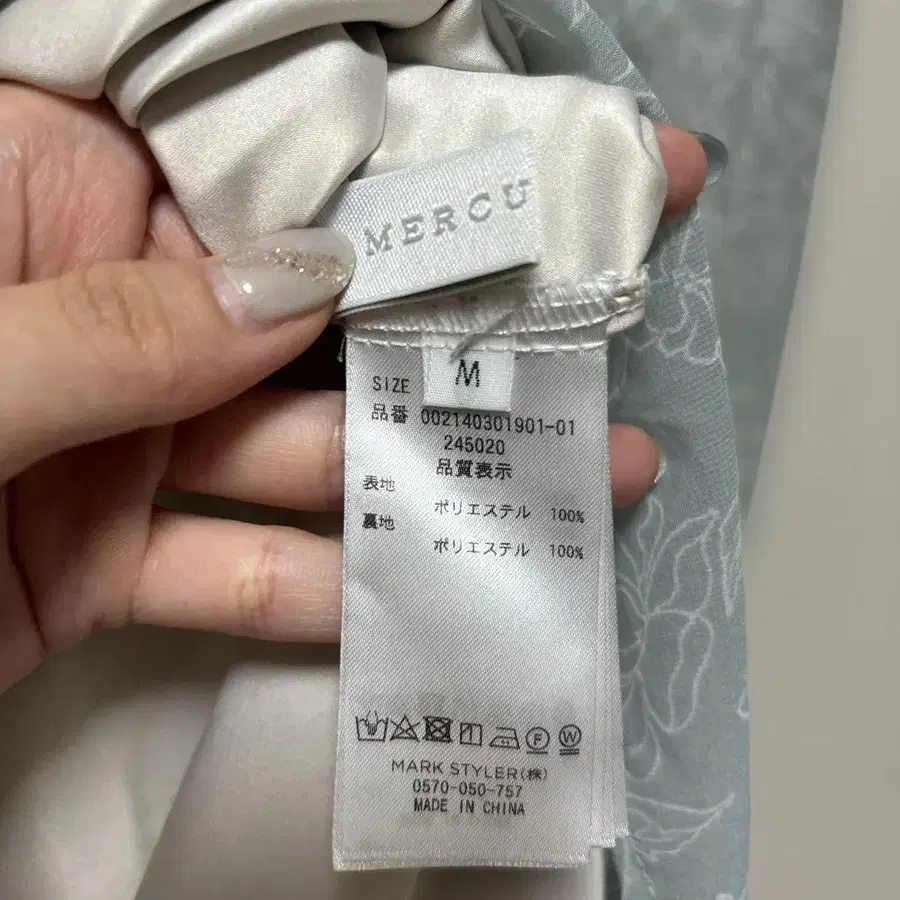 MERCU
M
SIZE
品番 002140301901-01
245020
品質表示
表地
ポリエステル 100%
裏地
ポリエステル 100%
F W
MARK STYLER(株)
0570-050-757
MADE IN CHINA